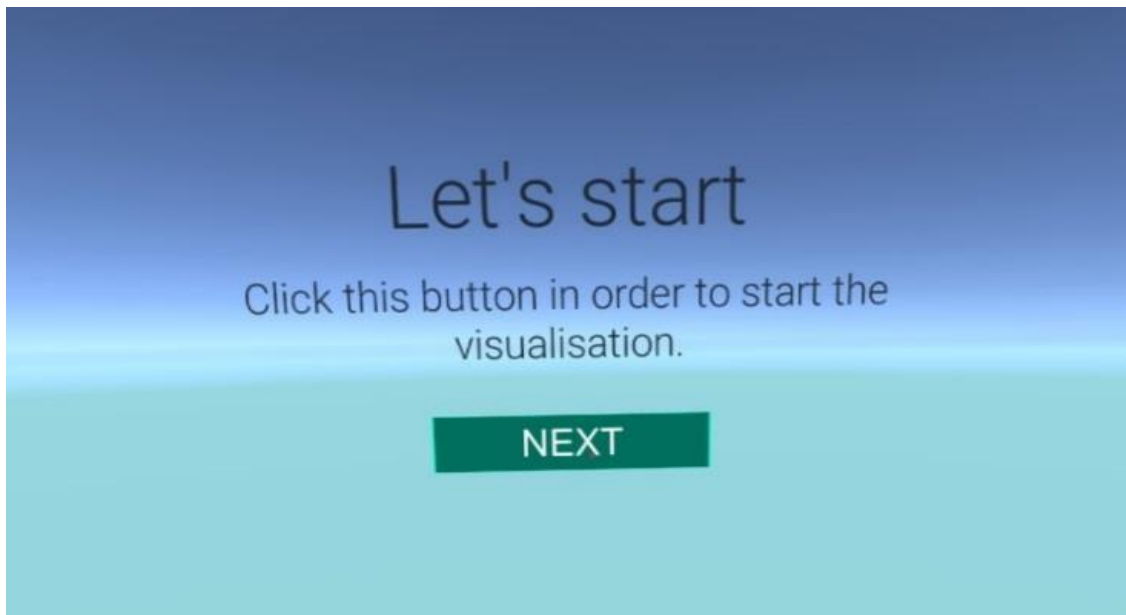 Let's start
Click this button in order to start the
visualisation.
NEXT